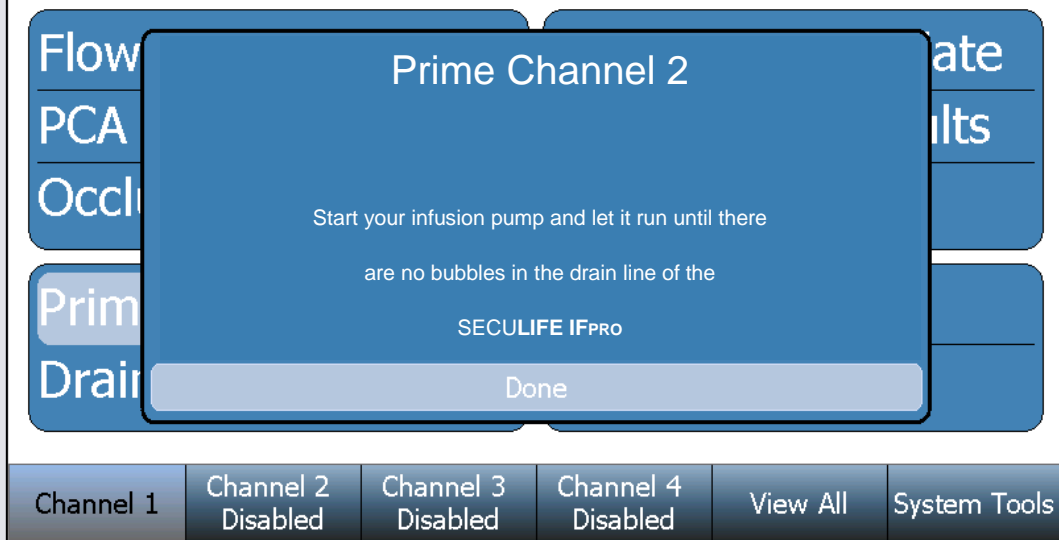 Flow
ate
Prime Channel 2
PCA
ults
Occlu
Start your infusion pump and let it run until there
are no bubbles in the drain line of the
SECULIFE IFPRO
Prim
Drain
Done
Channel 1
Channel 2
Disabled
Channel 3
Disabled
Channel 4
Disabled
View All
System Tools